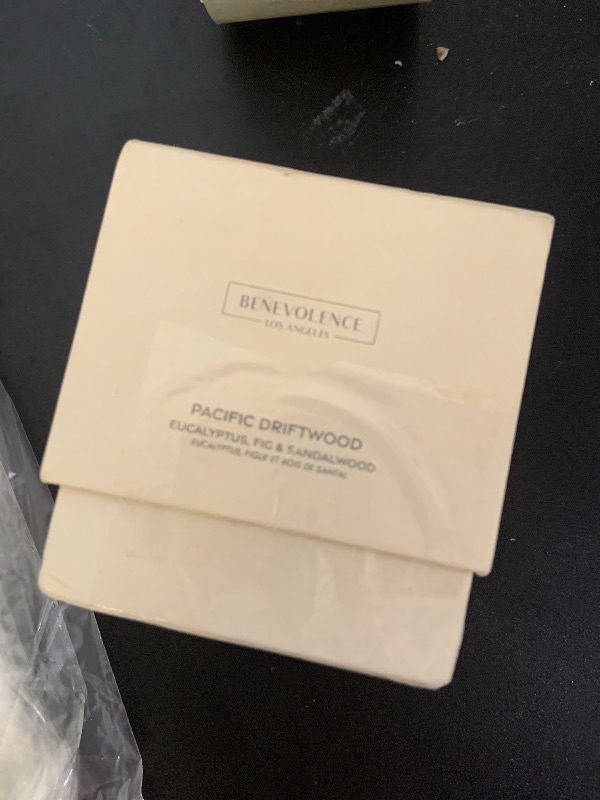 BENEVOLENCE
LOS ANGELES
PACIFIC DRIFTWOOD
EUCALYPTUS, FIG & SANDALWOOD
EUCALYPTUS, FIGUE ET BOIS DE SANTAL